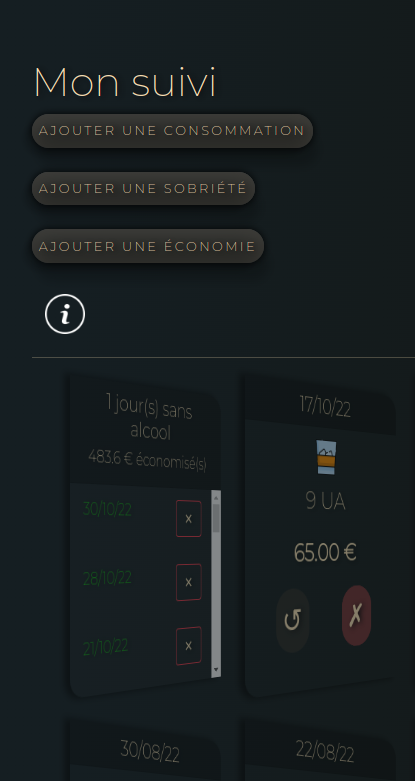 Mon suivi
AJOUTER UNE CONSOMMATION
AJOUTER UNE SOBRIÉTÉ
AJOUTER UNE ÉCONOMIE
i
1 jour(s) sans
alcool
483.6 € économisé(s)
30/10/22 x
28/10/22 x
21/10/22 x
17/10/22
9 UA
65.00 €
↺ ✗
30/08/22
22/08/22